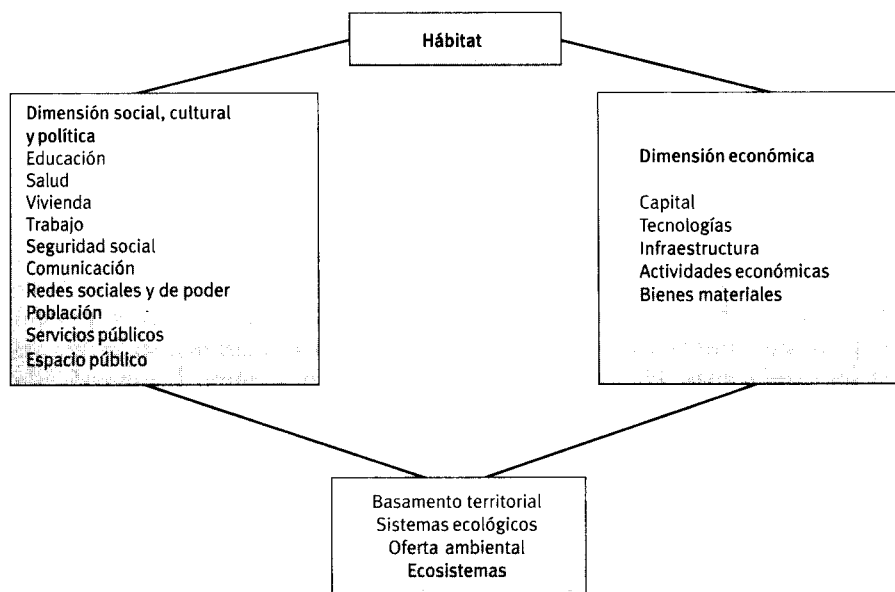 Hábitat
Dimensión social, cultural
y política
Educación
Salud
Vivienda
Trabajo
Seguridad social
Comunicación
Redes sociales y de poder
Población
Servicios públicos
Espacio público
Dimensión económica
Capital
Tecnologías
Infraestructura
Actividades económicas
Bienes materiales
Basamento territorial
Sistemas ecológicos
Oferta ambiental
Ecosistemas